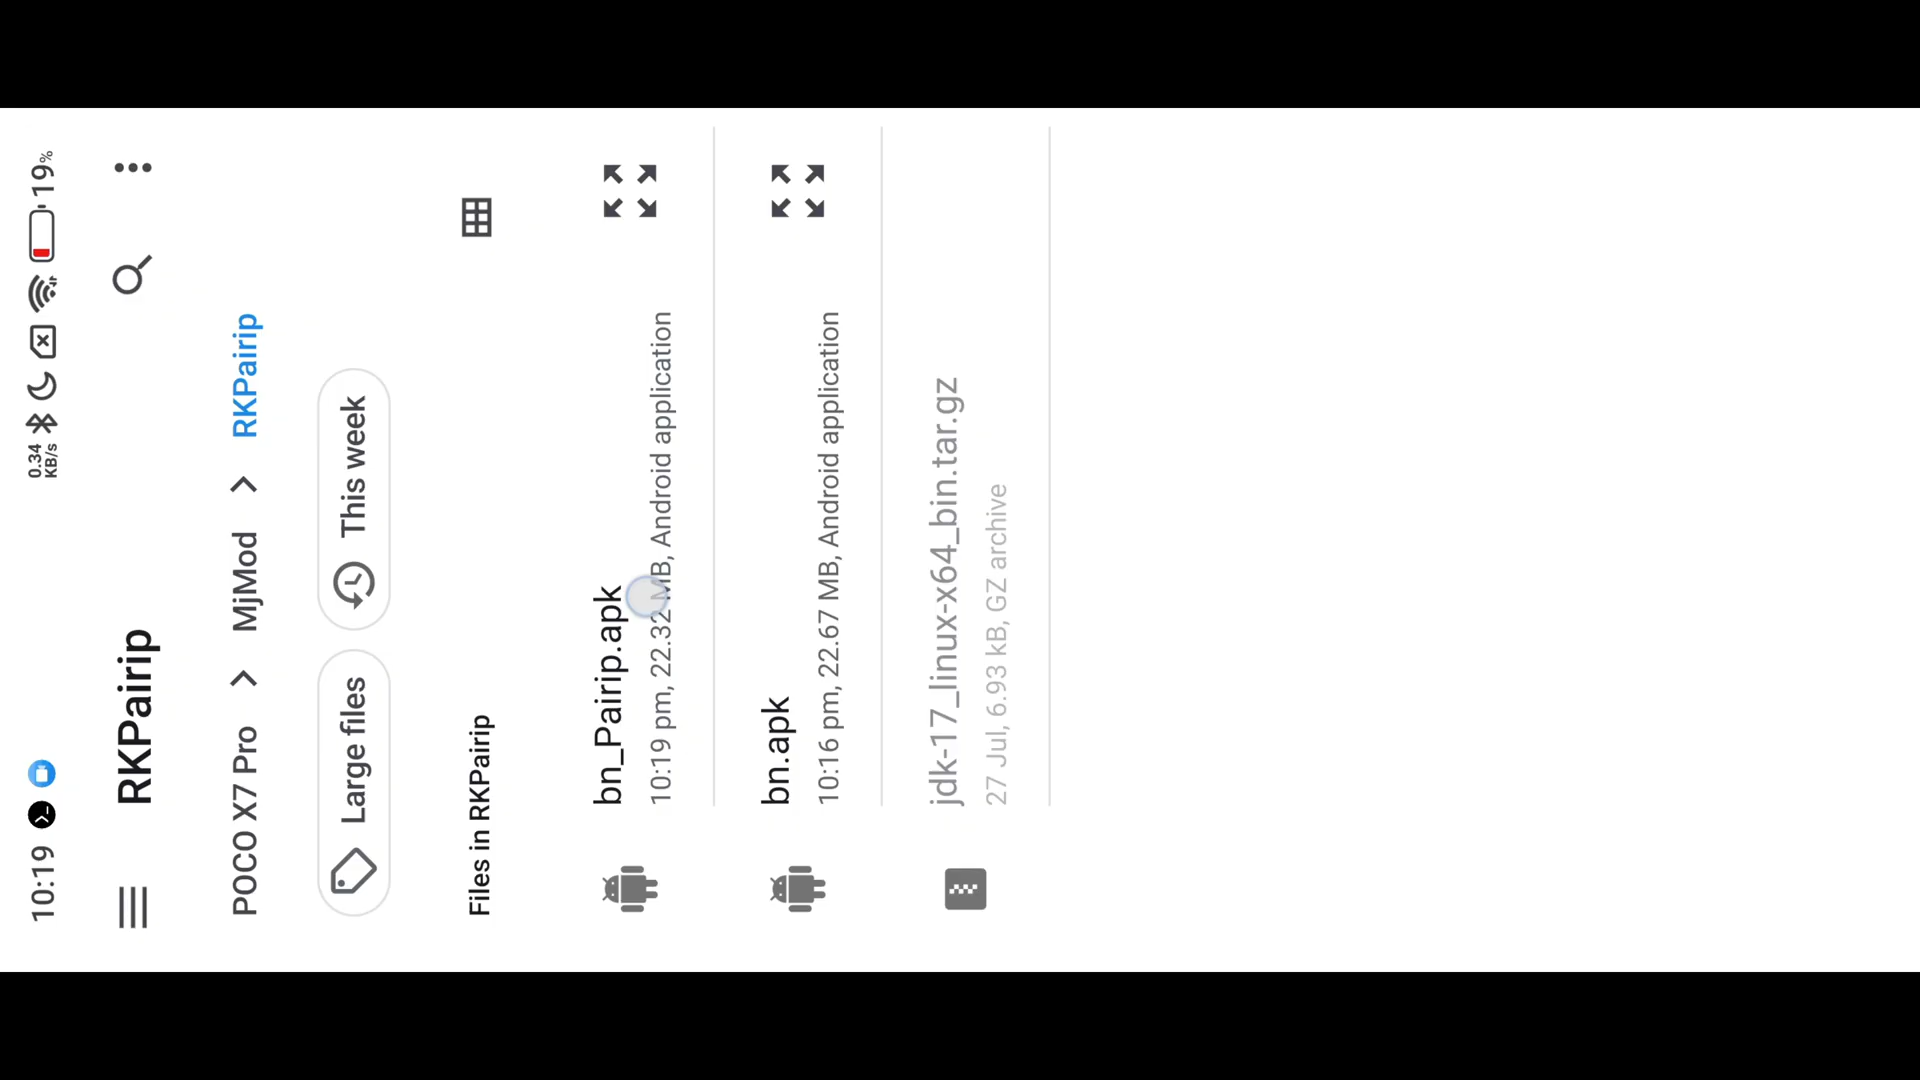 10:19
0.34 KB/s
19%
RKPairip
POCO X7 Pro > MjMod > RKPairip
Large files
This week
Files in RKPairip
bn_Pairip.apk
10:19 pm, 22.32 MB, Android application
bn.apk
10:16 pm, 22.67 MB, Android application
jdk-17_linux-x64_bin.tar.gz
27 Jul, 6.93 kB, GZ archive